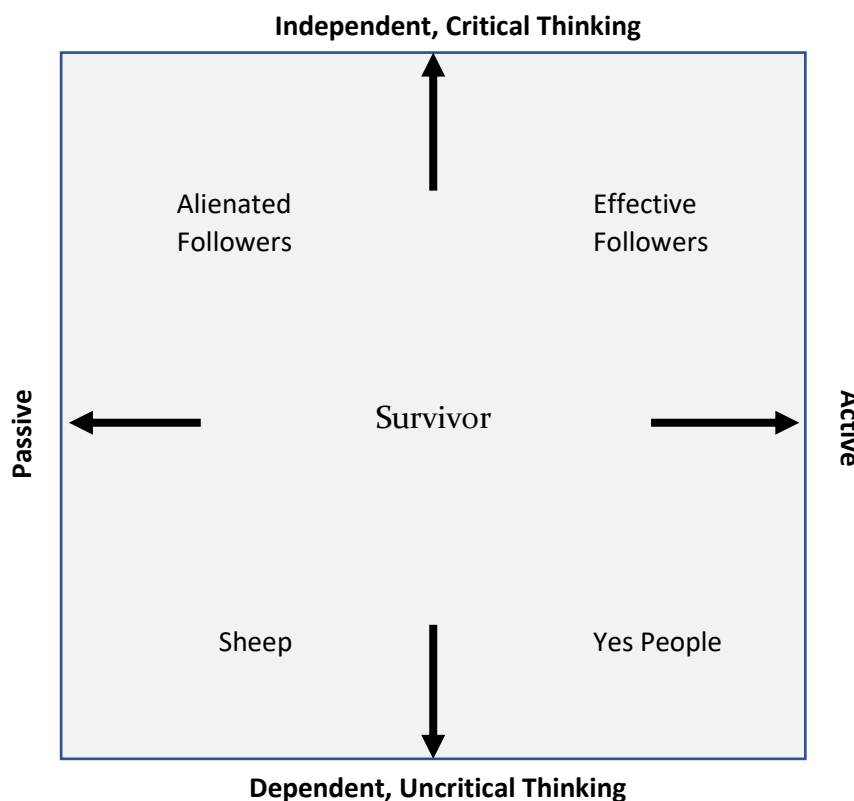 Independent, Critical Thinking
Alienated
Followers
Effective
Followers
Passive
Survivor
Active
Sheep
Yes People
Dependent, Uncritical Thinking